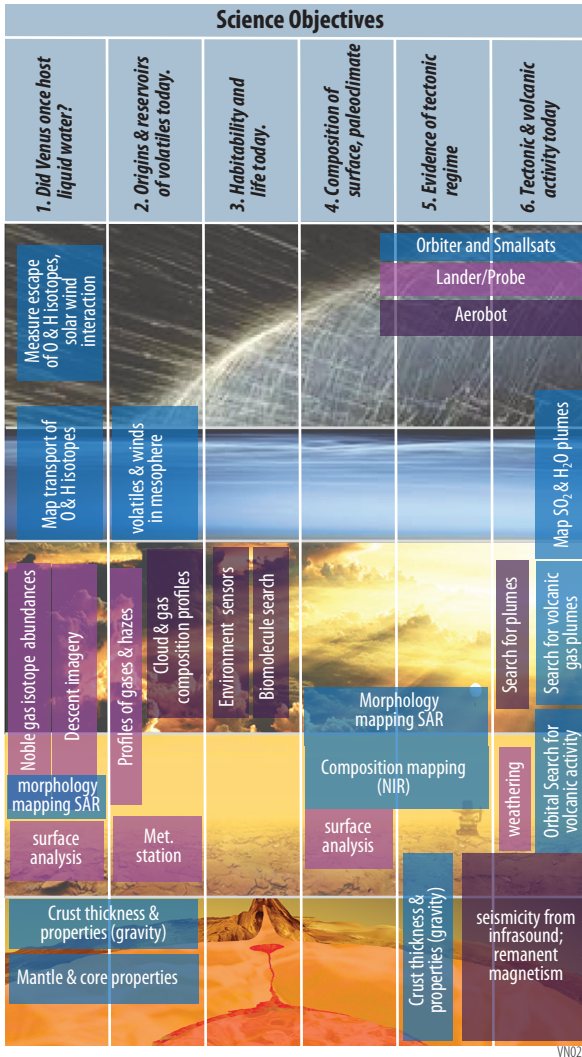 Science Objectives
1. Did Venus once host
liquid water?
2. Origins & reservoirs
of volatiles today.
3. Habitability and
life today.
4. Composition of
surface, paleoclimate
5. Evidence of tectonic
regime
6. Tectonic & volcanic
activity today
Orbiter and Smallsats
Lander/Probe
Aerobot
Measure escape
of O & H isotopes,
solar wind
interaction
Map transport of
O & H isotopes
volatiles & winds
in mesophere
Map SO₂ & H₂O plumes
Noble gas isotope abundances
Descent imagery
Profiles of gases & hazes
Cloud & gas
composition profiles
Environment sensors
Biomolecule search
Search for plumes
Search for volcanic
gas plumes
Morphology
mapping SAR
Composition mapping
(NIR)
morphology
mapping SAR
weathering
Orbital Search for
volcanic activity
surface
analysis
Met.
station
surface
analysis
Crust thickness &
properties (gravity)
Mantle & core properties
Crust thickness &
properties (gravity)
seismicity from
infrasound;
remanent
magnetism
VN02